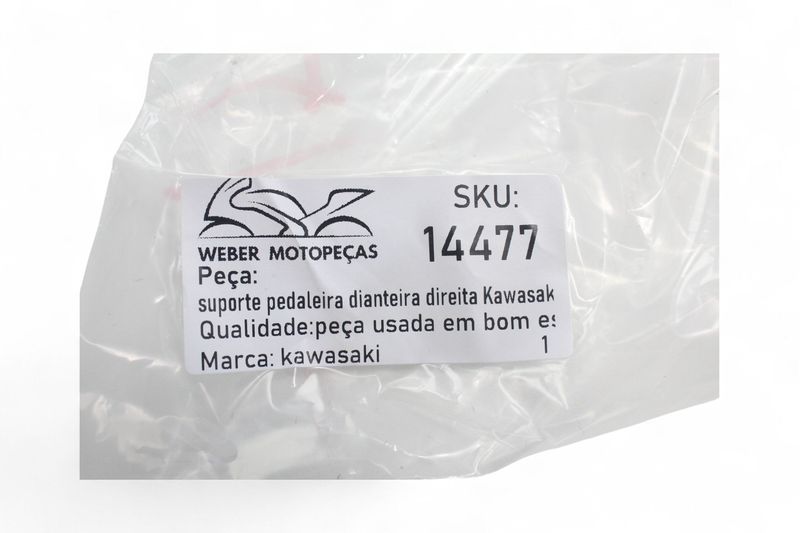 SKU:
14477
WEBER MOTOPEÇAS
Peça:
suporte pedaleira dianteira direita Kawasak
Qualidade:peça usada em bom es
Marca: kawasaki
1